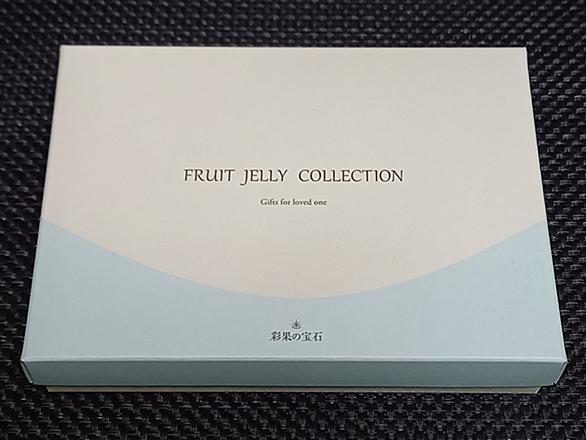 FRUIT JELLY COLLECTION
Gifts for loved one
彩果の宝石